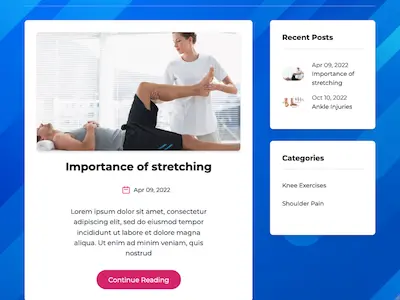 Importance of stretching
Apr 09, 2022
Lorem ipsum dolor sit amet, consectetur
adipiscing elit, sed do eiusmod tempor
incididunt ut labore et dolore magna
aliqua. Ut enim ad minim veniam, quis
nostrud
Continue Reading
Recent Posts
Apr 09, 2022
Importance of
stretching
Oct 10, 2022
Ankle Injuries
Categories
Knee Exercises
Shoulder Pain